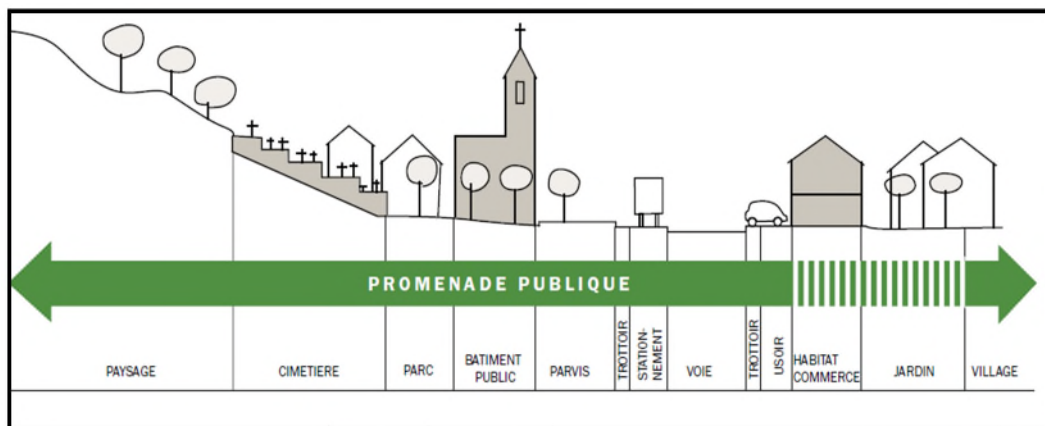 PROMENADE PUBLIQUE
PAYSAGE
CIMETIERE
PARC
BATIMENT
PUBLIC
PARVIS
TROTTOIR
STATION-
NEMENT
VOIE
TROTTOIR
USOIR
HABITAT
COMMERCE
JARDIN
VILLAGE